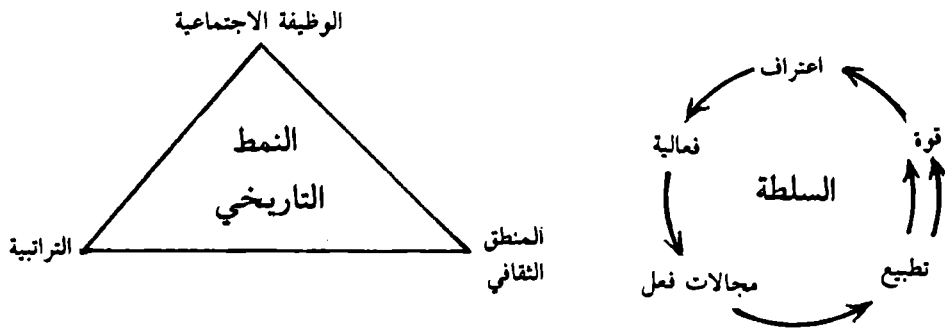 الوظيفة الاجتماعية
النمط
التاريخي
التراتبية
المنطق
الثقافي
اعتراف
قوة
فعالية
السلطة
تطبيع
مجالات فعل